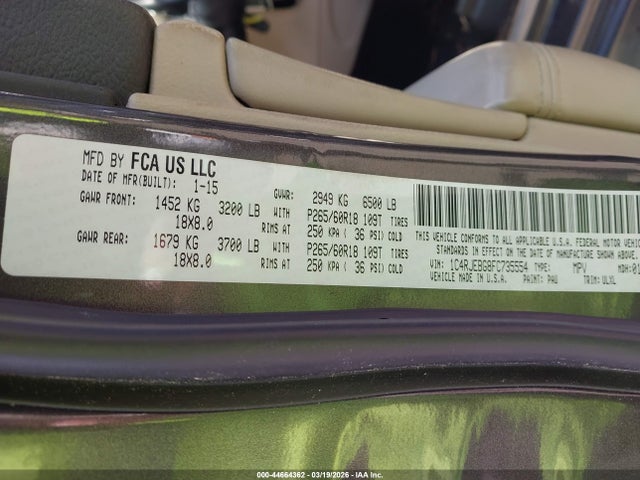 MFD BY FCA US LLC
DATE OF MFR(BUILT): 1-15 GVWR: 2949 KG 6500 LB
GAWR FRONT: 1452 KG 3200 LB WITH P265/60R18 109T TIRES
18X8.0 RIMS AT 250 KPA ( 36 PSI) COLD
GAWR REAR: 1679 KG 3700 LB WITH P265/60R18 109T TIRES
18X8.0 RIMS AT 250 KPA ( 36 PSI) COLD
THIS VEHICLE CONFORMS TO ALL APPLICABLE U.S.A. FEDERAL MOTOR VEHIC
STANDARDS IN EFFECT ON THE DATE OF MANUFACTURE SHOWN ABOVE.
VIN: 1C4RJEBG8FC735554 TYPE: MPV MDH:01
VEHICLE MADE IN U.S.A. PAINT: PAU TRIM: ULXL
000-44664362 - 03/19/2026 - IAA Inc.